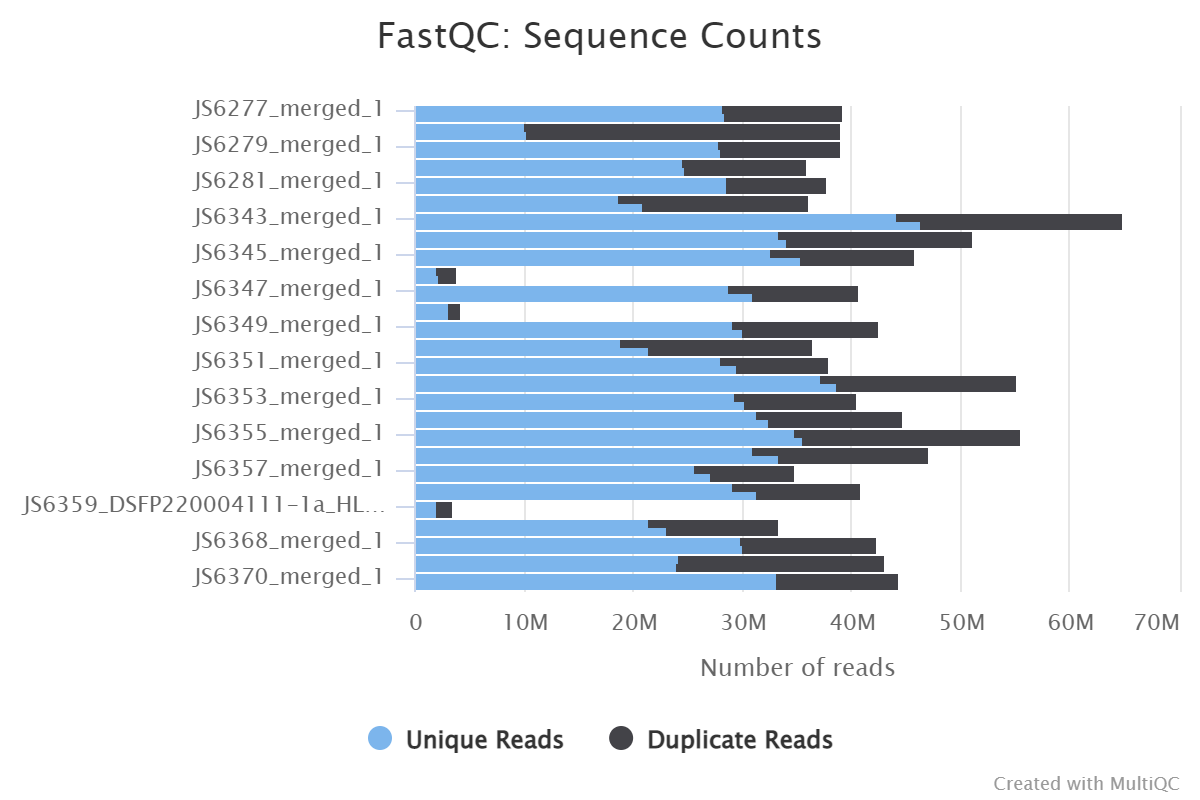 FastQC: Sequence Counts
JS6277_merged_1
JS6279_merged_1
JS6281_merged_1
JS6343_merged_1
JS6345_merged_1
JS6347_merged_1
JS6349_merged_1
JS6351_merged_1
JS6353_merged_1
JS6355_merged_1
JS6357_merged_1
JS6359_DSFP220004111-1a_HL...
JS6368_merged_1
JS6370_merged_1
0 10M 20M 30M 40M 50M 60M 70M
Number of reads
Unique Reads Duplicate Reads
Created with MultiQC